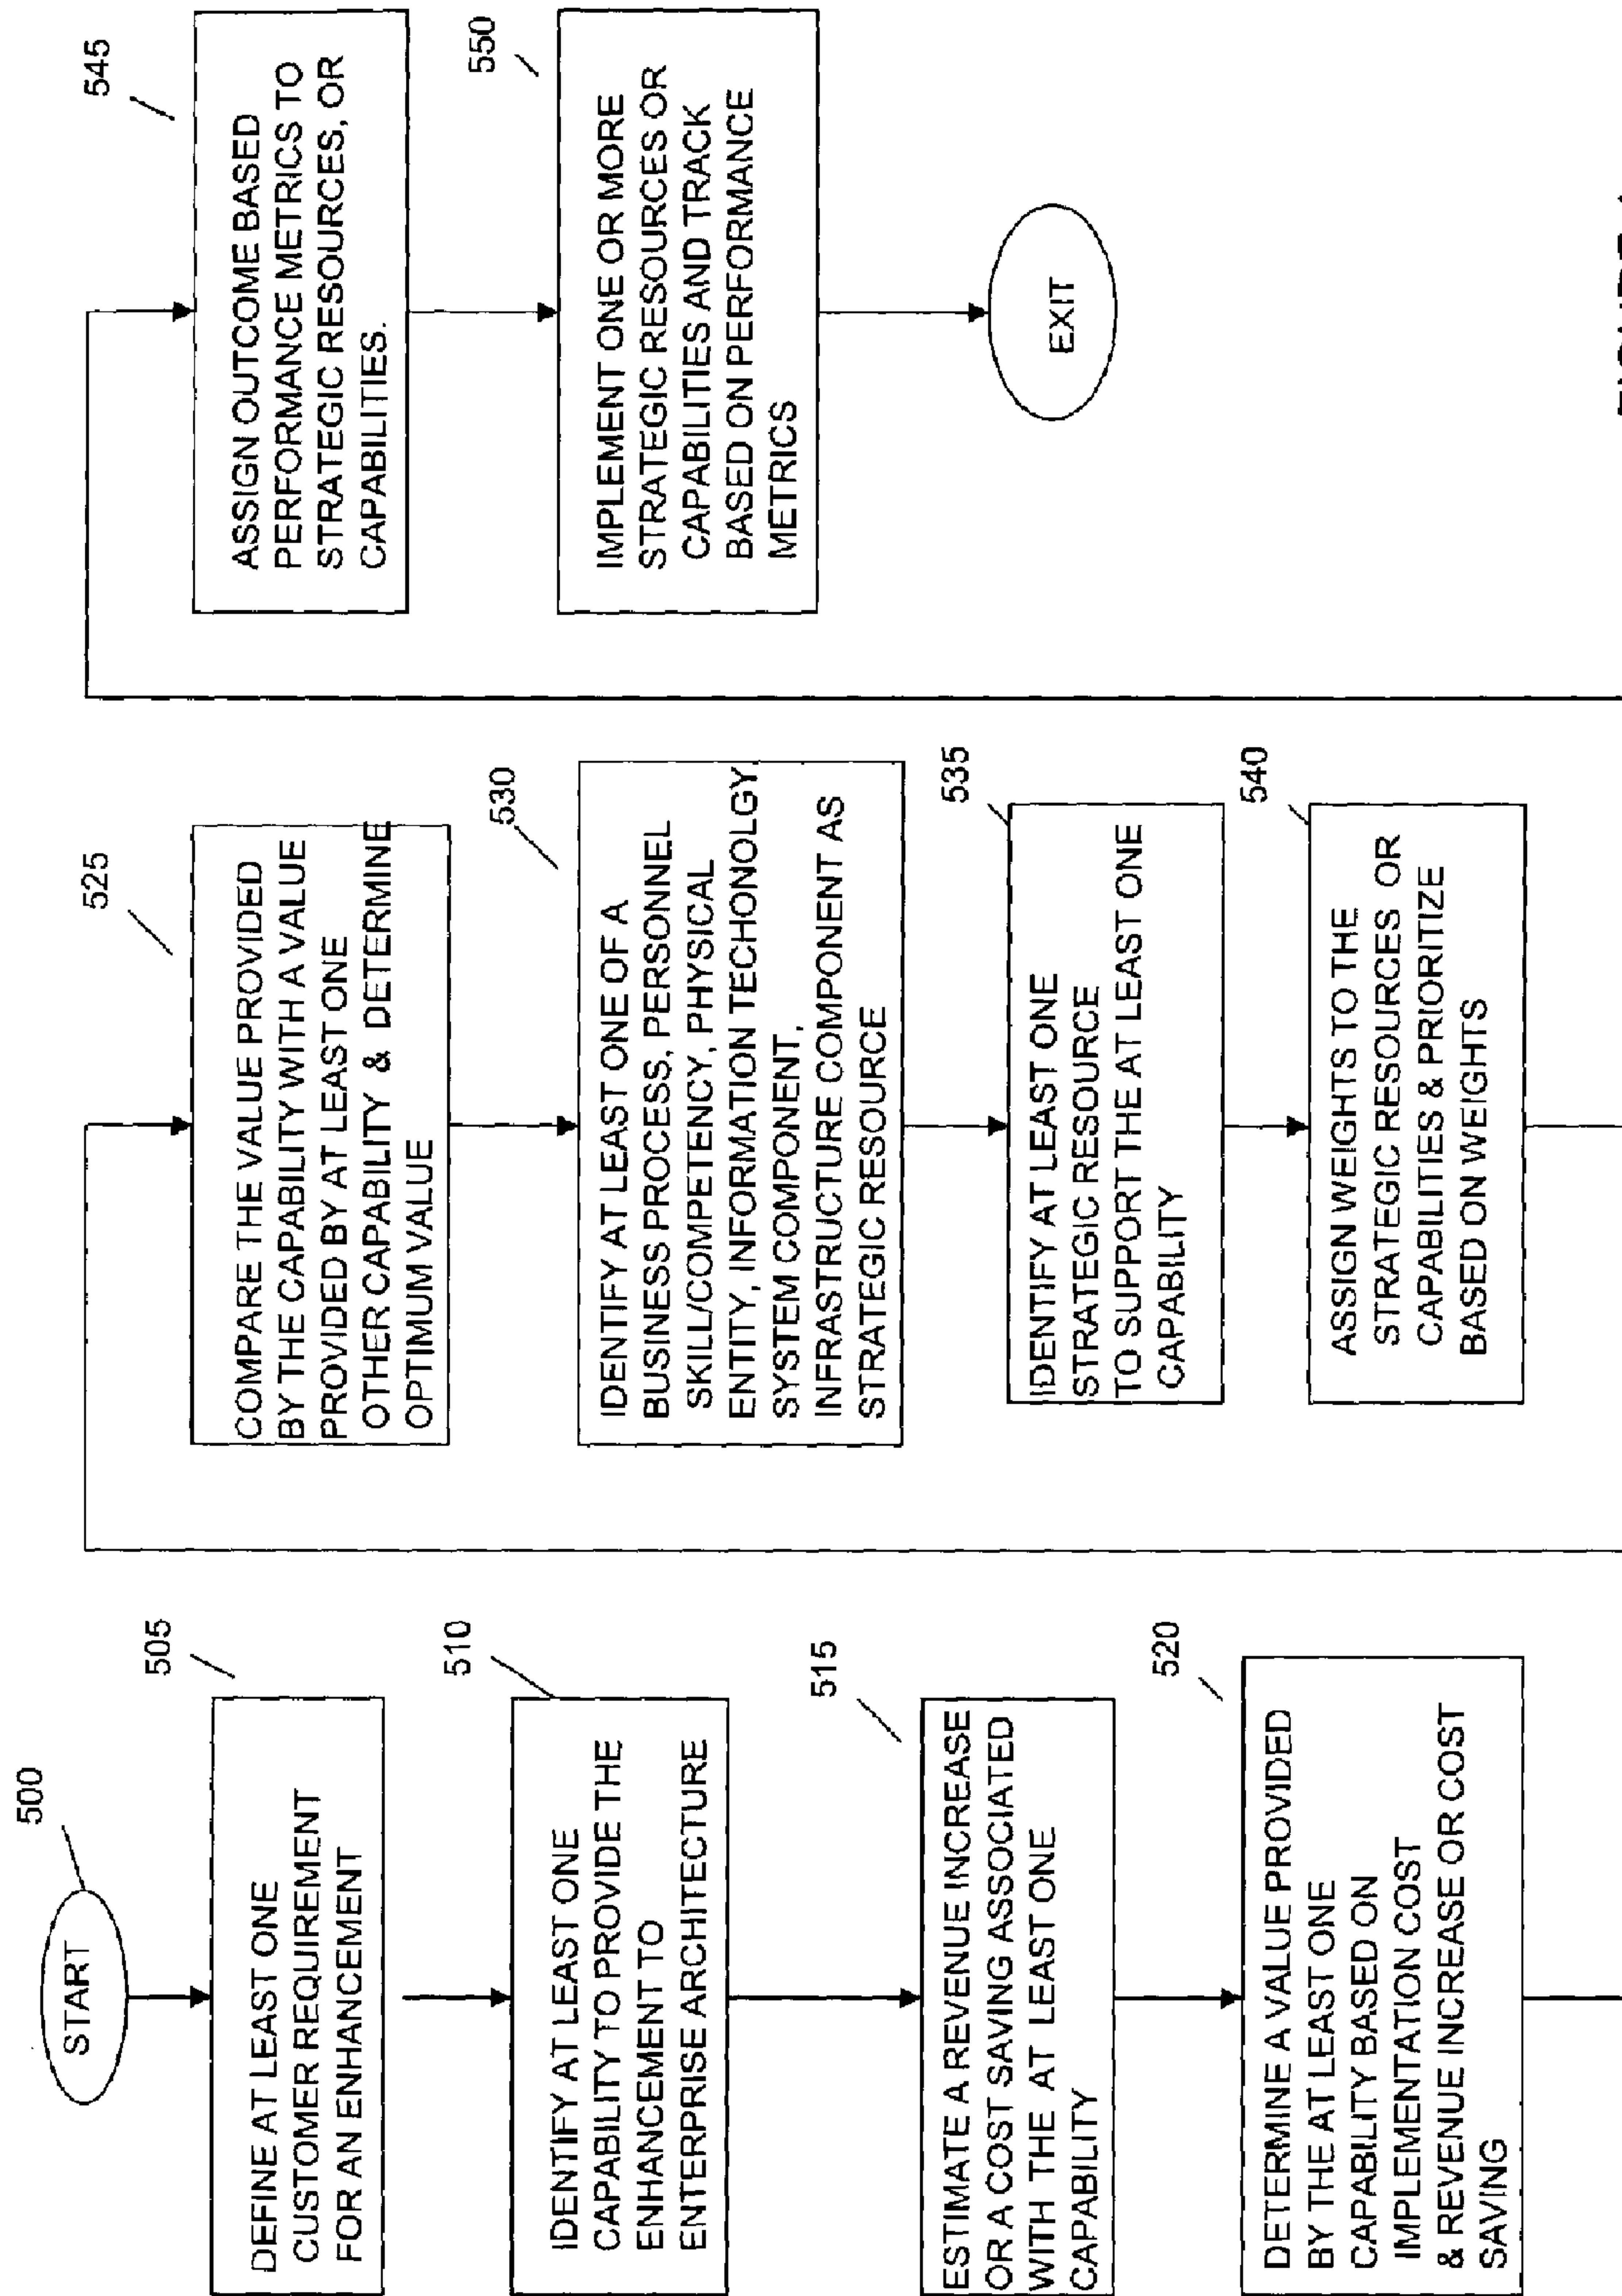 500
START
505
DEFINE AT LEAST ONE
CUSTOMER REQUIREMENT
FOR AN ENHANCEMENT
510
IDENTIFY AT LEAST ONE
CAPABILITY TO PROVIDE THE
ENHANCEMENT TO
ENTERPRISE ARCHITECTURE
515
ESTIMATE A REVENUE INCREASE
OR A COST SAVING ASSOCIATED
WITH THE AT LEAST ONE
CAPABILITY
520
DETERMINE A VALUE PROVIDED
BY THE AT LEAST ONE
CAPABILITY BASED ON
IMPLEMENTATION COST
& REVENUE INCREASE OR COST
SAVING
525
COMPARE THE VALUE PROVIDED
BY THE CAPABILITY WITH A VALUE
PROVIDED BY AT LEAST ONE
OTHER CAPABILITY & DETERMINE
OPTIMUM VALUE
530
IDENTIFY AT LEAST ONE OF A
BUSINESS PROCESS, PERSONNEL
SKILL/COMPETENCY, PHYSICAL
ENTITY, INFORMATION TECHONOLGY
SYSTEM COMPONENT,
INFRASTRUCTURE COMPONENT AS
STRATEGIC RESOURCE
535
IDENTIFY AT LEAST ONE
STRATEGIC RESOURCE
TO SUPPORT THE AT LEAST ONE
CAPABILITY
540
ASSIGN WEIGHTS TO THE
STRATEGIC RESOURCES OR
CAPABILITIES & PRIORITIZE
BASED ON WEIGHTS
545
ASSIGN OUTCOME BASED
PERFORMANCE METRICS TO
STRATEGIC RESOURCES, OR
CAPABILITIES.
550
IMPLEMENT ONE OR MORE
STRATEGIC RESOURCES OR
CAPABILITIES AND TRACK
BASED ON PERFORMANCE
METRICS
EXIT